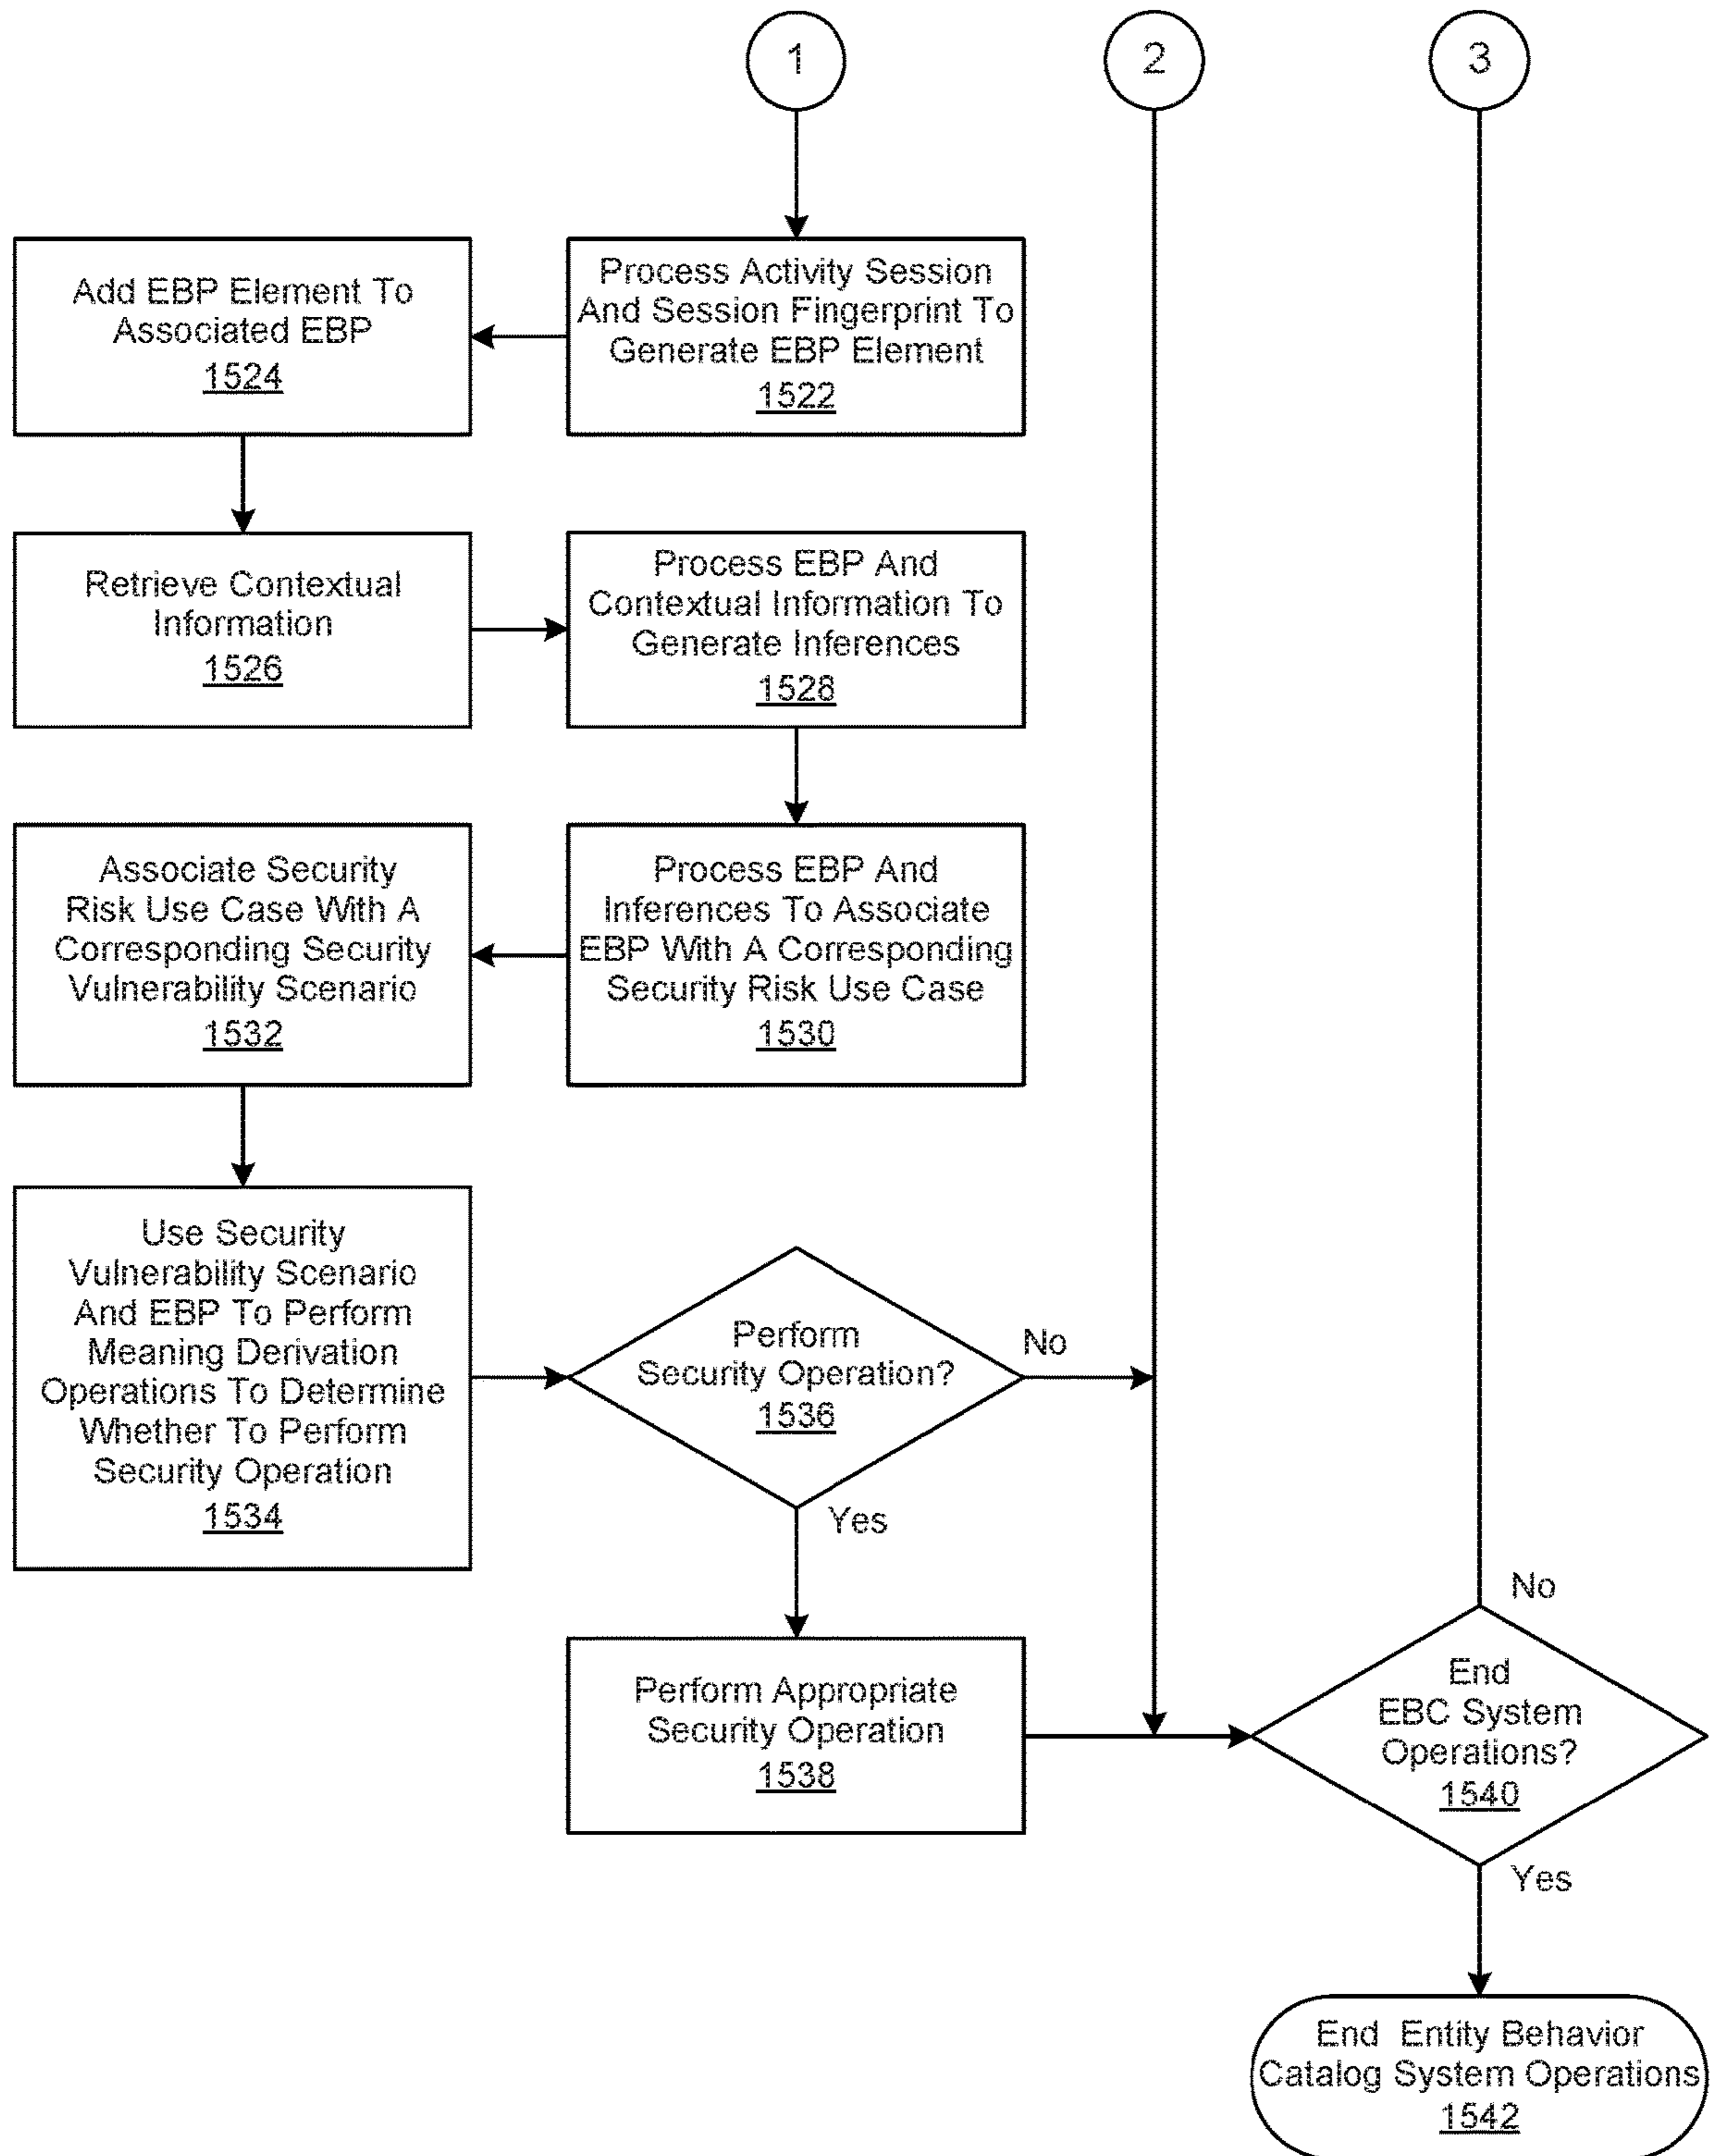 1
2
3
Process Activity Session
And Session Fingerprint To
Generate EBP Element
1522
Add EBP Element To
Associated EBP
1524
Retrieve Contextual
Information
1526
Process EBP And
Contextual Information To
Generate Inferences
1528
Process EBP And
Inferences To Associate
EBP With A Corresponding
Security Risk Use Case
1530
Associate Security
Risk Use Case With A
Corresponding Security
Vulnerability Scenario
1532
Use Security
Vulnerability Scenario
And EBP To Perform
Meaning Derivation
Operations To Determine
Whether To Perform
Security Operation
1534
Perform
Security Operation?
1536
No
Yes
Perform Appropriate
Security Operation
1538
No
End
EBC System
Operations?
1540
Yes
End Entity Behavior
Catalog System Operations
1542